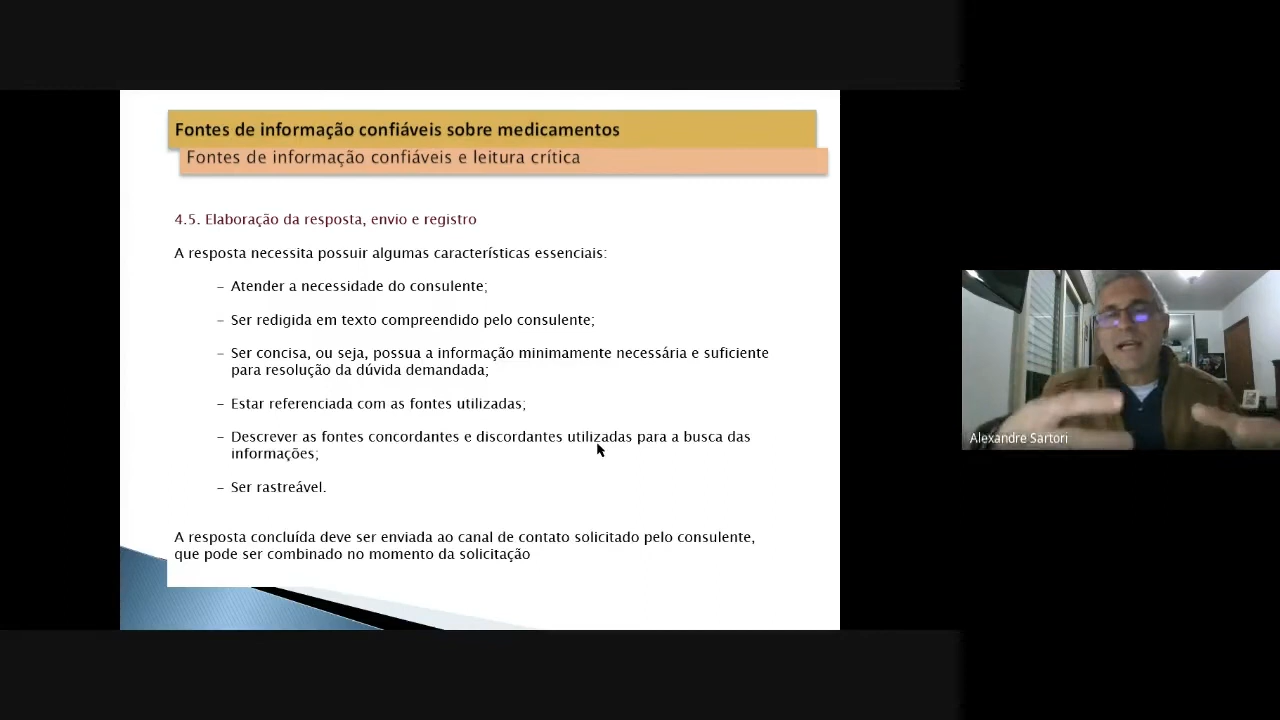 Fontes de informação confiáveis sobre medicamentos
Fontes de informação confiáveis e leitura crítica
4.5. Elaboração da resposta, envio e registro
A resposta necessita possuir algumas características essenciais:
– Atender a necessidade do consulente;
– Ser redigida em texto compreendido pelo consulente;
– Ser concisa, ou seja, possua a informação minimamente necessária e suficiente
para resolução da dúvida demandada;
– Estar referenciada com as fontes utilizadas;
– Descrever as fontes concordantes e discordantes utilizadas para a busca das
informações;
– Ser rastreável.
A resposta concluída deve ser enviada ao canal de contato solicitado pelo consulente,
que pode ser combinado no momento da solicitação
Alexandre Sartori